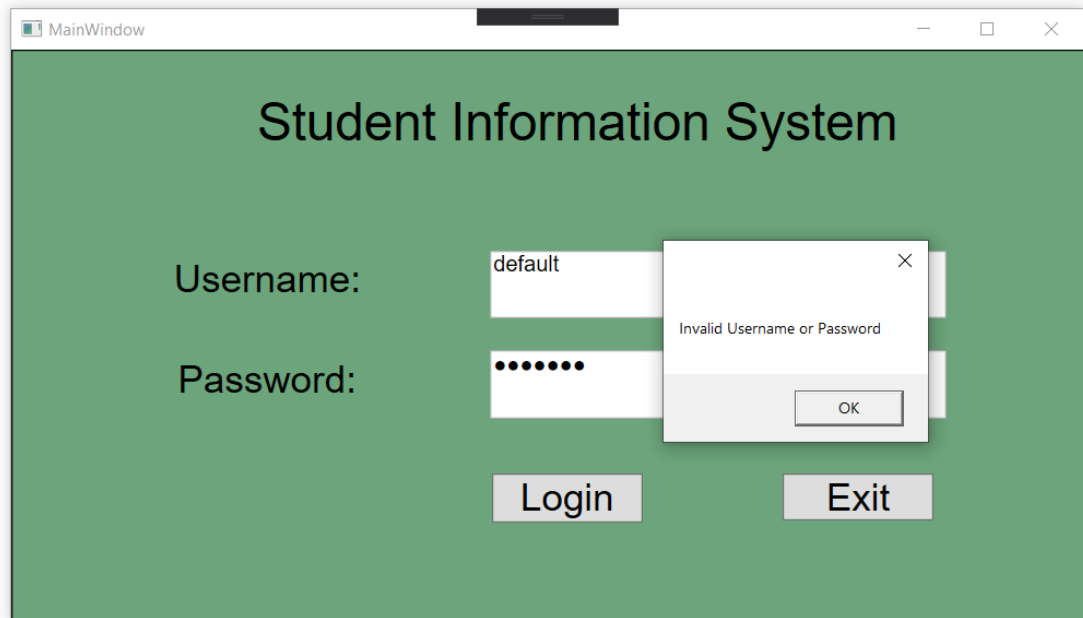 MainWindow
Student Information System
Username:
default
Invalid Username or Password
Password:
●●●●●●●
OK
Login
Exit